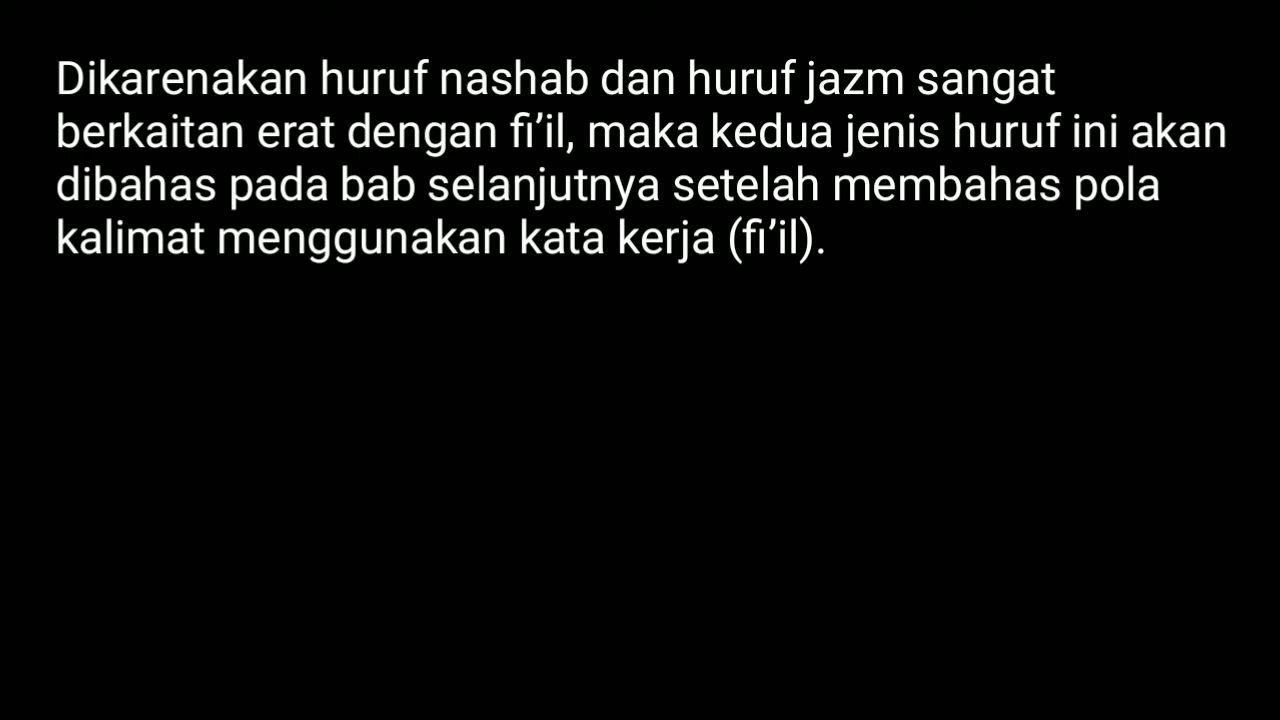 Dikarenakan huruf nashab dan huruf jazm sangat
berkaitan erat dengan fi’il, maka kedua jenis huruf ini akan
dibahas pada bab selanjutnya setelah membahas pola
kalimat menggunakan kata kerja (fi’il).